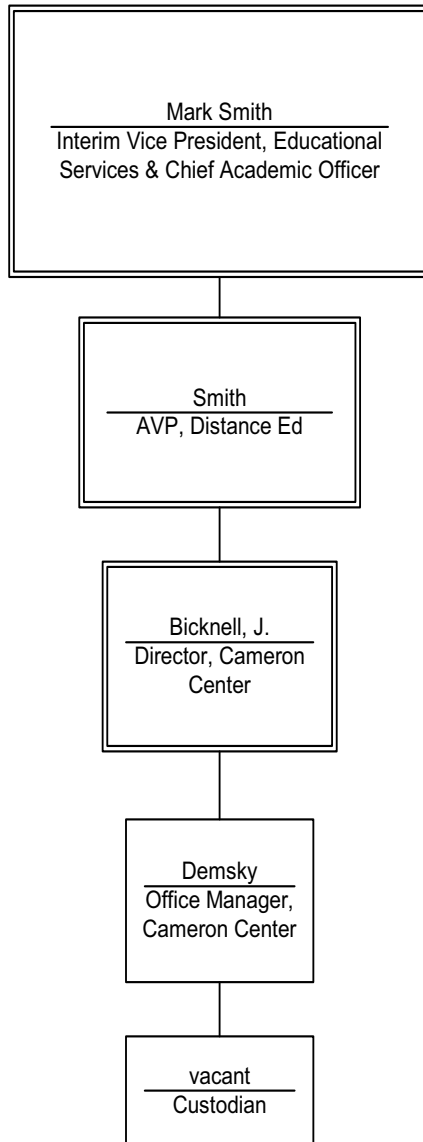 Mark Smith
Interim Vice President, Educational
Services & Chief Academic Officer
Smith
AVP, Distance Ed
Bicknell, J.
Director, Cameron
Center
Demsky
Office Manager,
Cameron Center
vacant
Custodian